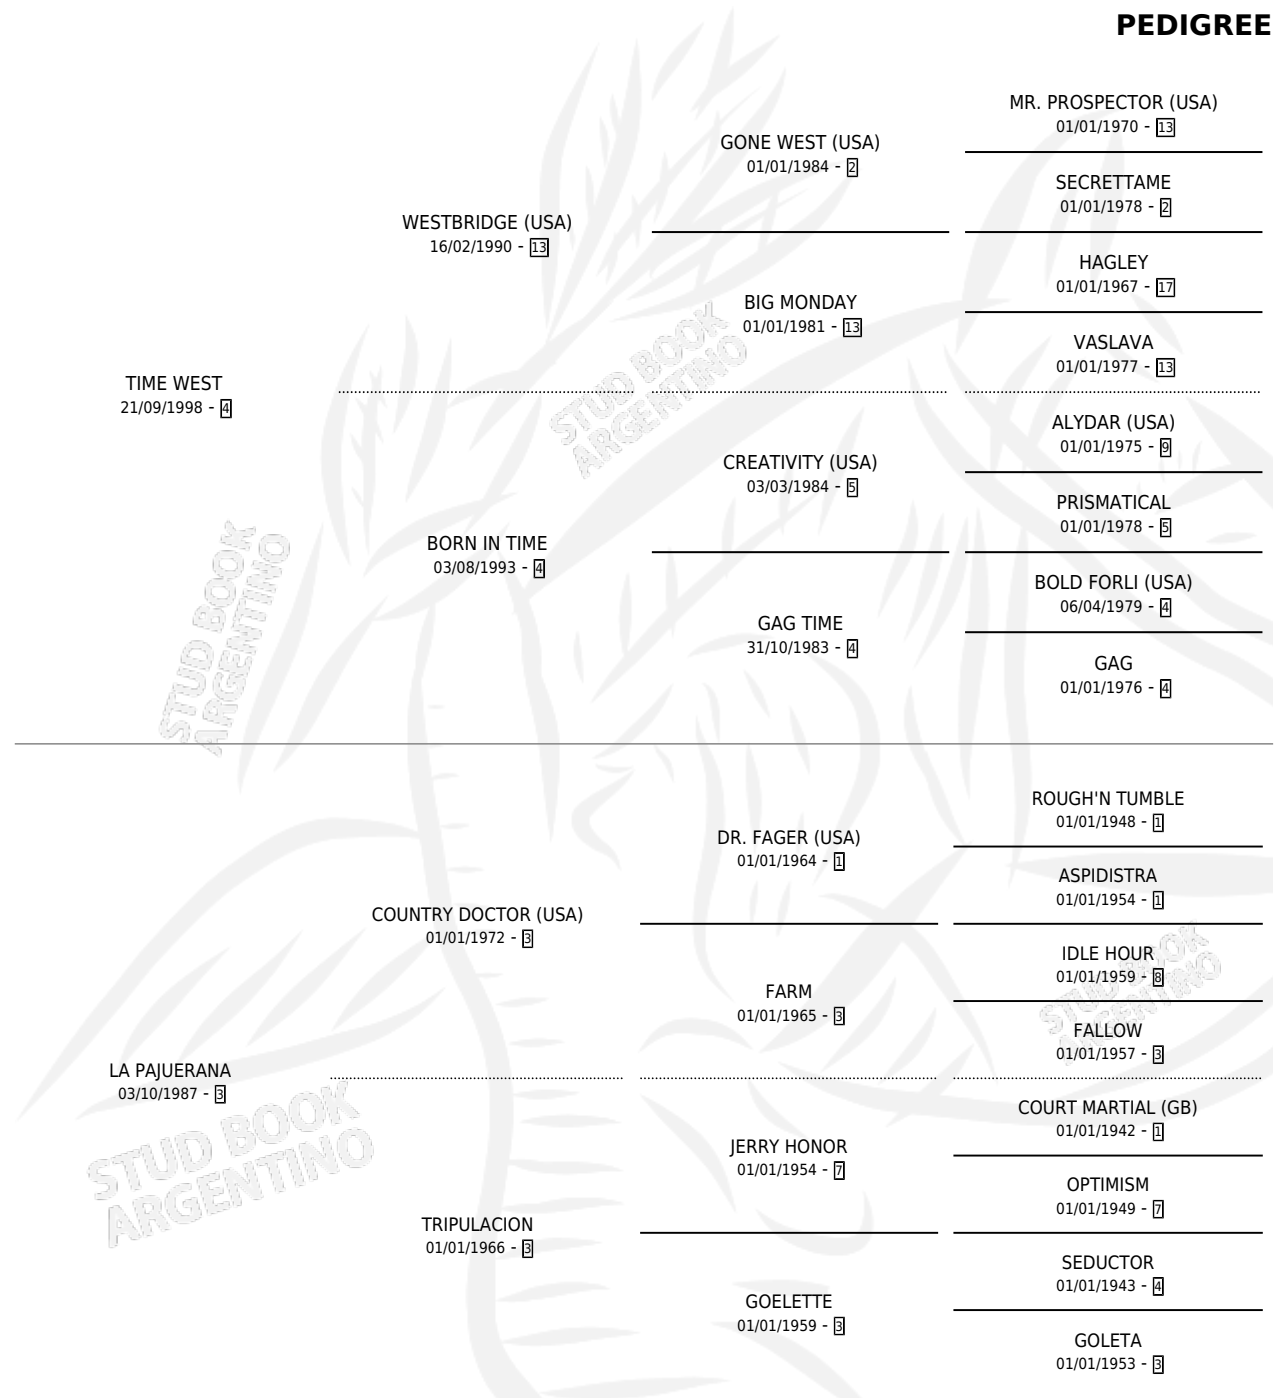 PEDIGREE
MR. PROSPECTOR (USA)
01/01/1970 - 13
GONE WEST (USA)
01/01/1984 - 2
SECRETTAME
01/01/1978 - 2
WESTBRIDGE (USA)
16/02/1990 - 13
HAGLEY
01/01/1967 - 17
BIG MONDAY
01/01/1981 - 13
VASLAVA
01/01/1977 - 13
TIME WEST
21/09/1998 - 4
ALYDAR (USA)
01/01/1975 - 9
CREATIVITY (USA)
03/03/1984 - 5
PRISMATICAL
01/01/1978 - 5
BORN IN TIME
03/08/1993 - 4
BOLD FORLI (USA)
06/04/1979 - 4
GAG TIME
31/10/1983 - 4
GAG
01/01/1976 - 4
ROUGH'N TUMBLE
01/01/1948 - 1
DR. FAGER (USA)
01/01/1964 - 1
ASPIDISTRA
01/01/1954 - 1
COUNTRY DOCTOR (USA)
01/01/1972 - 3
IDLE HOUR
01/01/1959 - 8
FARM
01/01/1965 - 3
FALLOW
01/01/1957 - 3
LA PAJUERANA
03/10/1987 - 3
COURT MARTIAL (GB)
01/01/1942 - 1
JERRY HONOR
01/01/1954 - 7
OPTIMISM
01/01/1949 - 7
TRIPULACION
01/01/1966 - 3
SEDUCTOR
01/01/1943 - 4
GOELETTE
01/01/1959 - 3
GOLETA
01/01/1953 - 3
STUD BOOK
ARGENTINO
STUD BOOK
ARGENTINO
STUD BOOK
ARGENTINO
STUD BOOK
ARGENTINO